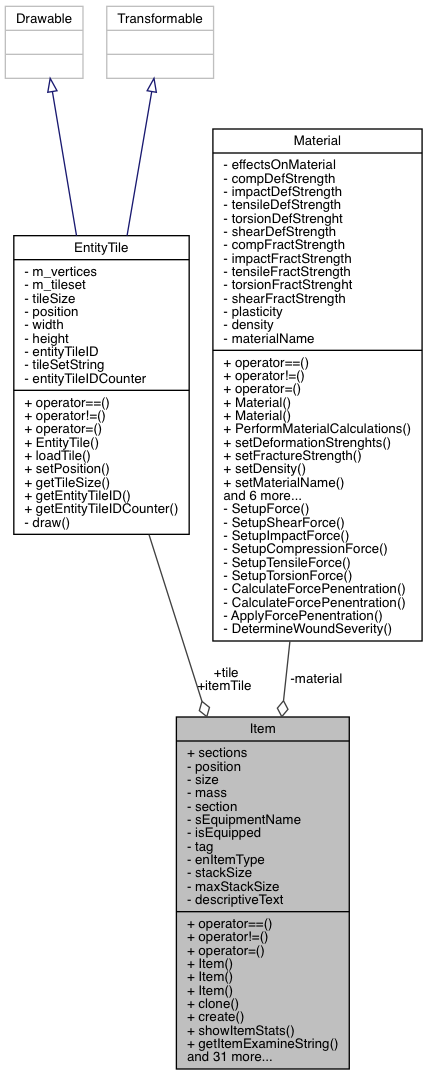 Drawable
Transformable
Material
- effectsOnMaterial
- compDefStrength
- impactDefStrength
- tensileDefStrength
- torsionDefStrenght
- shearDefStrength
- compFractStrength
- impactFractStrength
- tensileFractStrength
- torsionFractStrenght
- shearFractStrength
- plasticity
- density
- materialName
+ operator==()
+ operator!=()
+ operator=()
+ Material()
+ Material()
+ PerformMaterialCalculations()
+ setDeformationStrenghts()
+ setFractureStrength()
+ setDensity()
+ setMaterialName()
and 6 more...
- SetupForce()
- SetupShearForce()
- SetupImpactForce()
- SetupCompressionForce()
- SetupTensileForce()
- SetupTorsionForce()
- CalculateForcePenentration()
- CalculateForcePenentration()
- ApplyForcePenentration()
- DetermineWoundSeverity()
EntityTile
- m_vertices
- m_tileset
- tileSize
- position
- width
- height
- entityTileID
- tileSetString
- entityTileIDCounter
+ operator==()
+ operator!=()
+ operator=()
+ EntityTile()
+ loadTile()
+ setPosition()
+ getTileSize()
+ getEntityTileID()
+ getEntityTileIDCounter()
- draw()
+tile
+itemTile
-material
Item
+ sections
- position
- size
- mass
- section
- sEquipmentName
- isEquipped
- tag
- enItemType
- stackSize
- maxStackSize
- descriptiveText
+ operator==()
+ operator!=()
+ operator=()
+ Item()
+ Item()
+ Item()
+ clone()
+ create()
+ showItemStats()
+ getItemExamineString()
and 31 more...